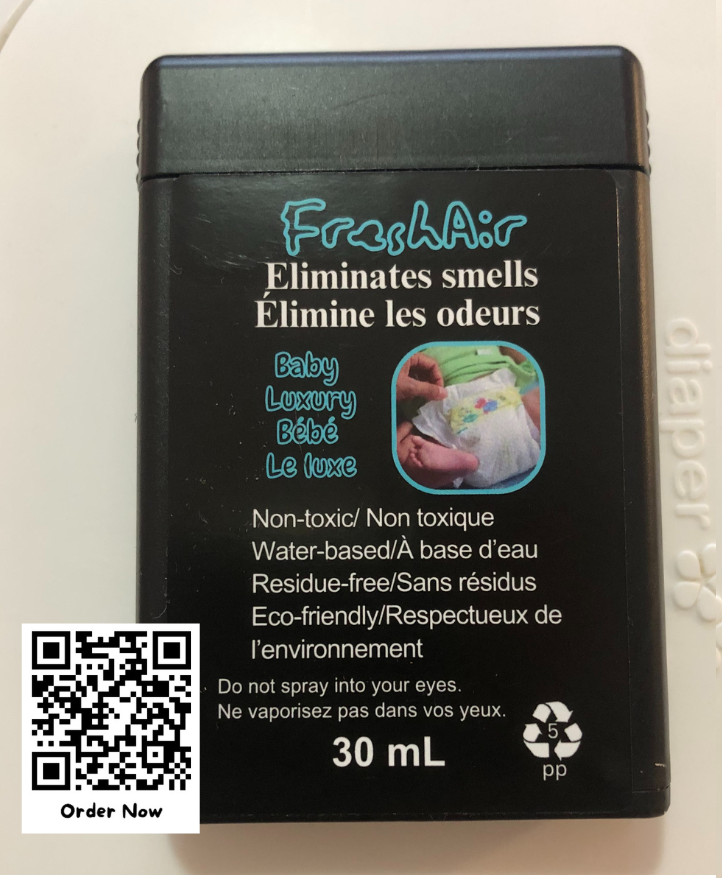 FreshAir
Eliminates smells
Élimine les odeurs
Baby
Luxury
Bébé
Le luxe
Non-toxic/ Non toxique
Water-based/À base d'eau
Residue-free/Sans résidus
Eco-friendly/Respectueux de
l'environnement
Do not spray into your eyes.
Ne vaporisez pas dans vos yeux.
30 mL
5
pp
Order Now
diaper